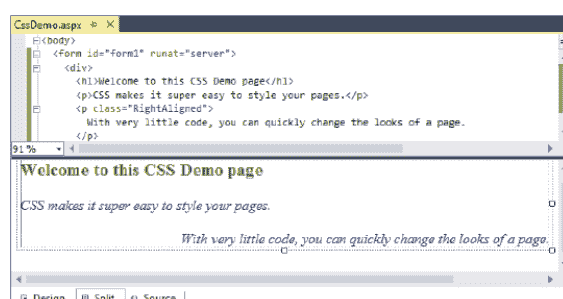 CssDemo.aspx
<body>
<form id="form1" runat="server">
<div>
<h1>Welcome to this CSS Demo page</h1>
<p>CSS makes it super easy to style your pages.</p>
<p class="RightAligned">
With very little code, you can quickly change the looks of a page.
</p>
91 %
Welcome to this CSS Demo page
CSS makes it super easy to style your pages.
With very little code, you can quickly change the looks of a page.
Design Split Source